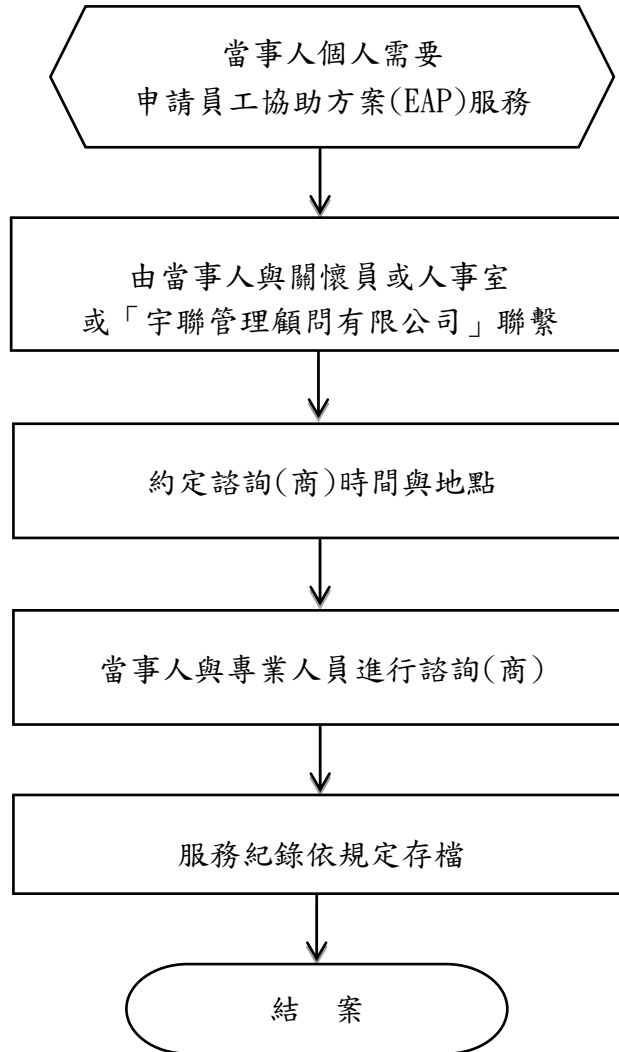 當事人個人需要
申請員工協助方案(EAP)服務
由當事人與關懷員或人事室
或「宇聯管理顧問有限公司」聯繫
約定諮詢(商)時間與地點
當事人與專業人員進行諮詢(商)
服務紀錄依規定存檔
結 案